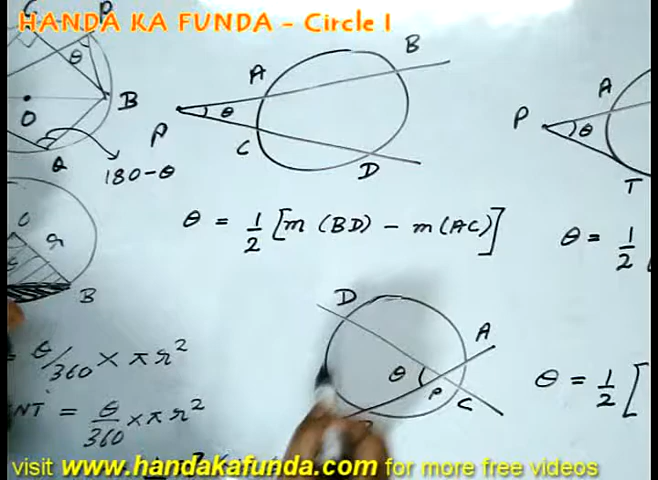 HANDA KA FUNDA - Circle 1
D
θ
B
O
Q
180-θ
A
B
P
θ
C
D
P
A
θ
T
θ = 1/2 [m (BD) - m(AC)]
θ = 1/2
O
B
D
A
θ
P
C
θ = 1/2 [
= θ/360 × πr²
NT = θ/360 × πr²
visit www.handakafunda.com for more free videos